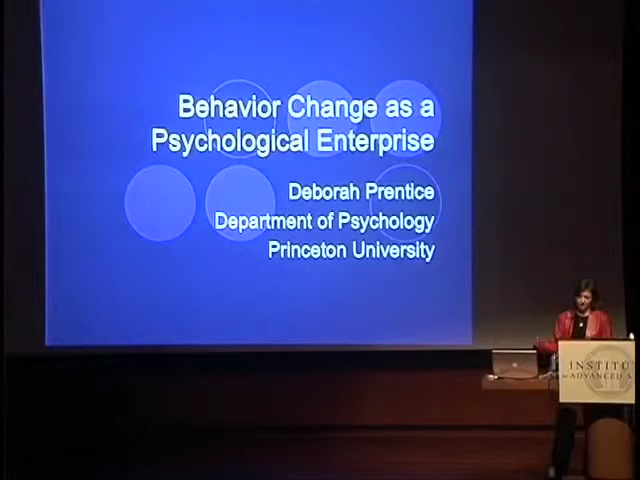 Behavior Change as a
Psychological Enterprise
Deborah Prentice
Department of Psychology
Princeton University
INSTITU
ADVANCED S